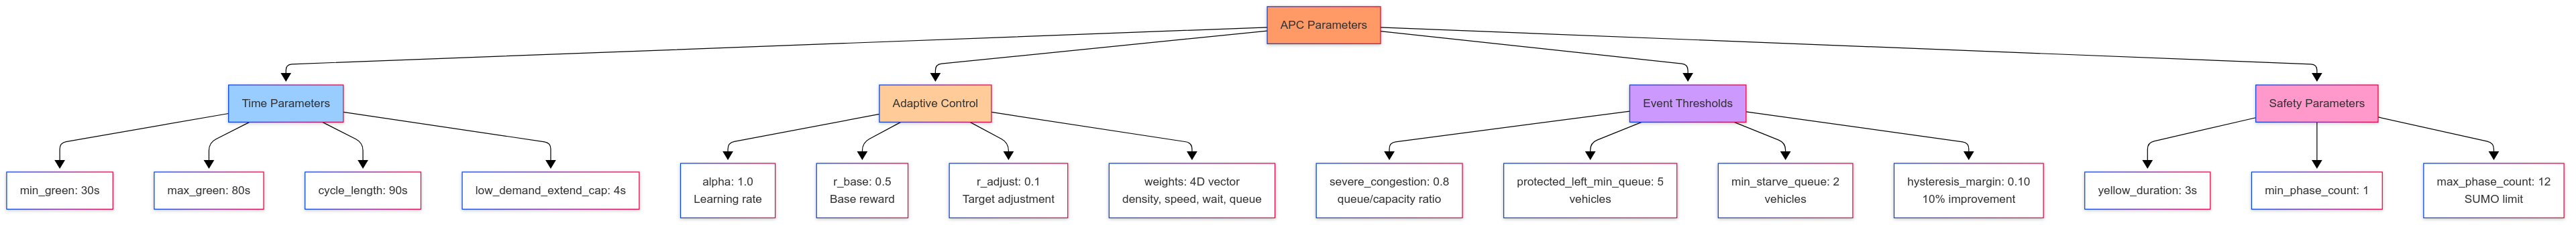 APC Parameters
Time Parameters
Adaptive Control
Event Thresholds
Safety Parameters
min_green: 30s
max_green: 80s
cycle_length: 90s
low_demand_extend_cap: 4s
alpha: 1.0
Learning rate
r_base: 0.5
Base reward
r_adjust: 0.1
Target adjustment
weights: 4D vector
density, speed, wait, queue
severe_congestion: 0.8
queue/capacity ratio
protected_left_min_queue: 5
vehicles
min_starve_queue: 2
vehicles
hysteresis_margin: 0.10
10% improvement
yellow_duration: 3s
min_phase_count: 1
max_phase_count: 12
SUMO limit